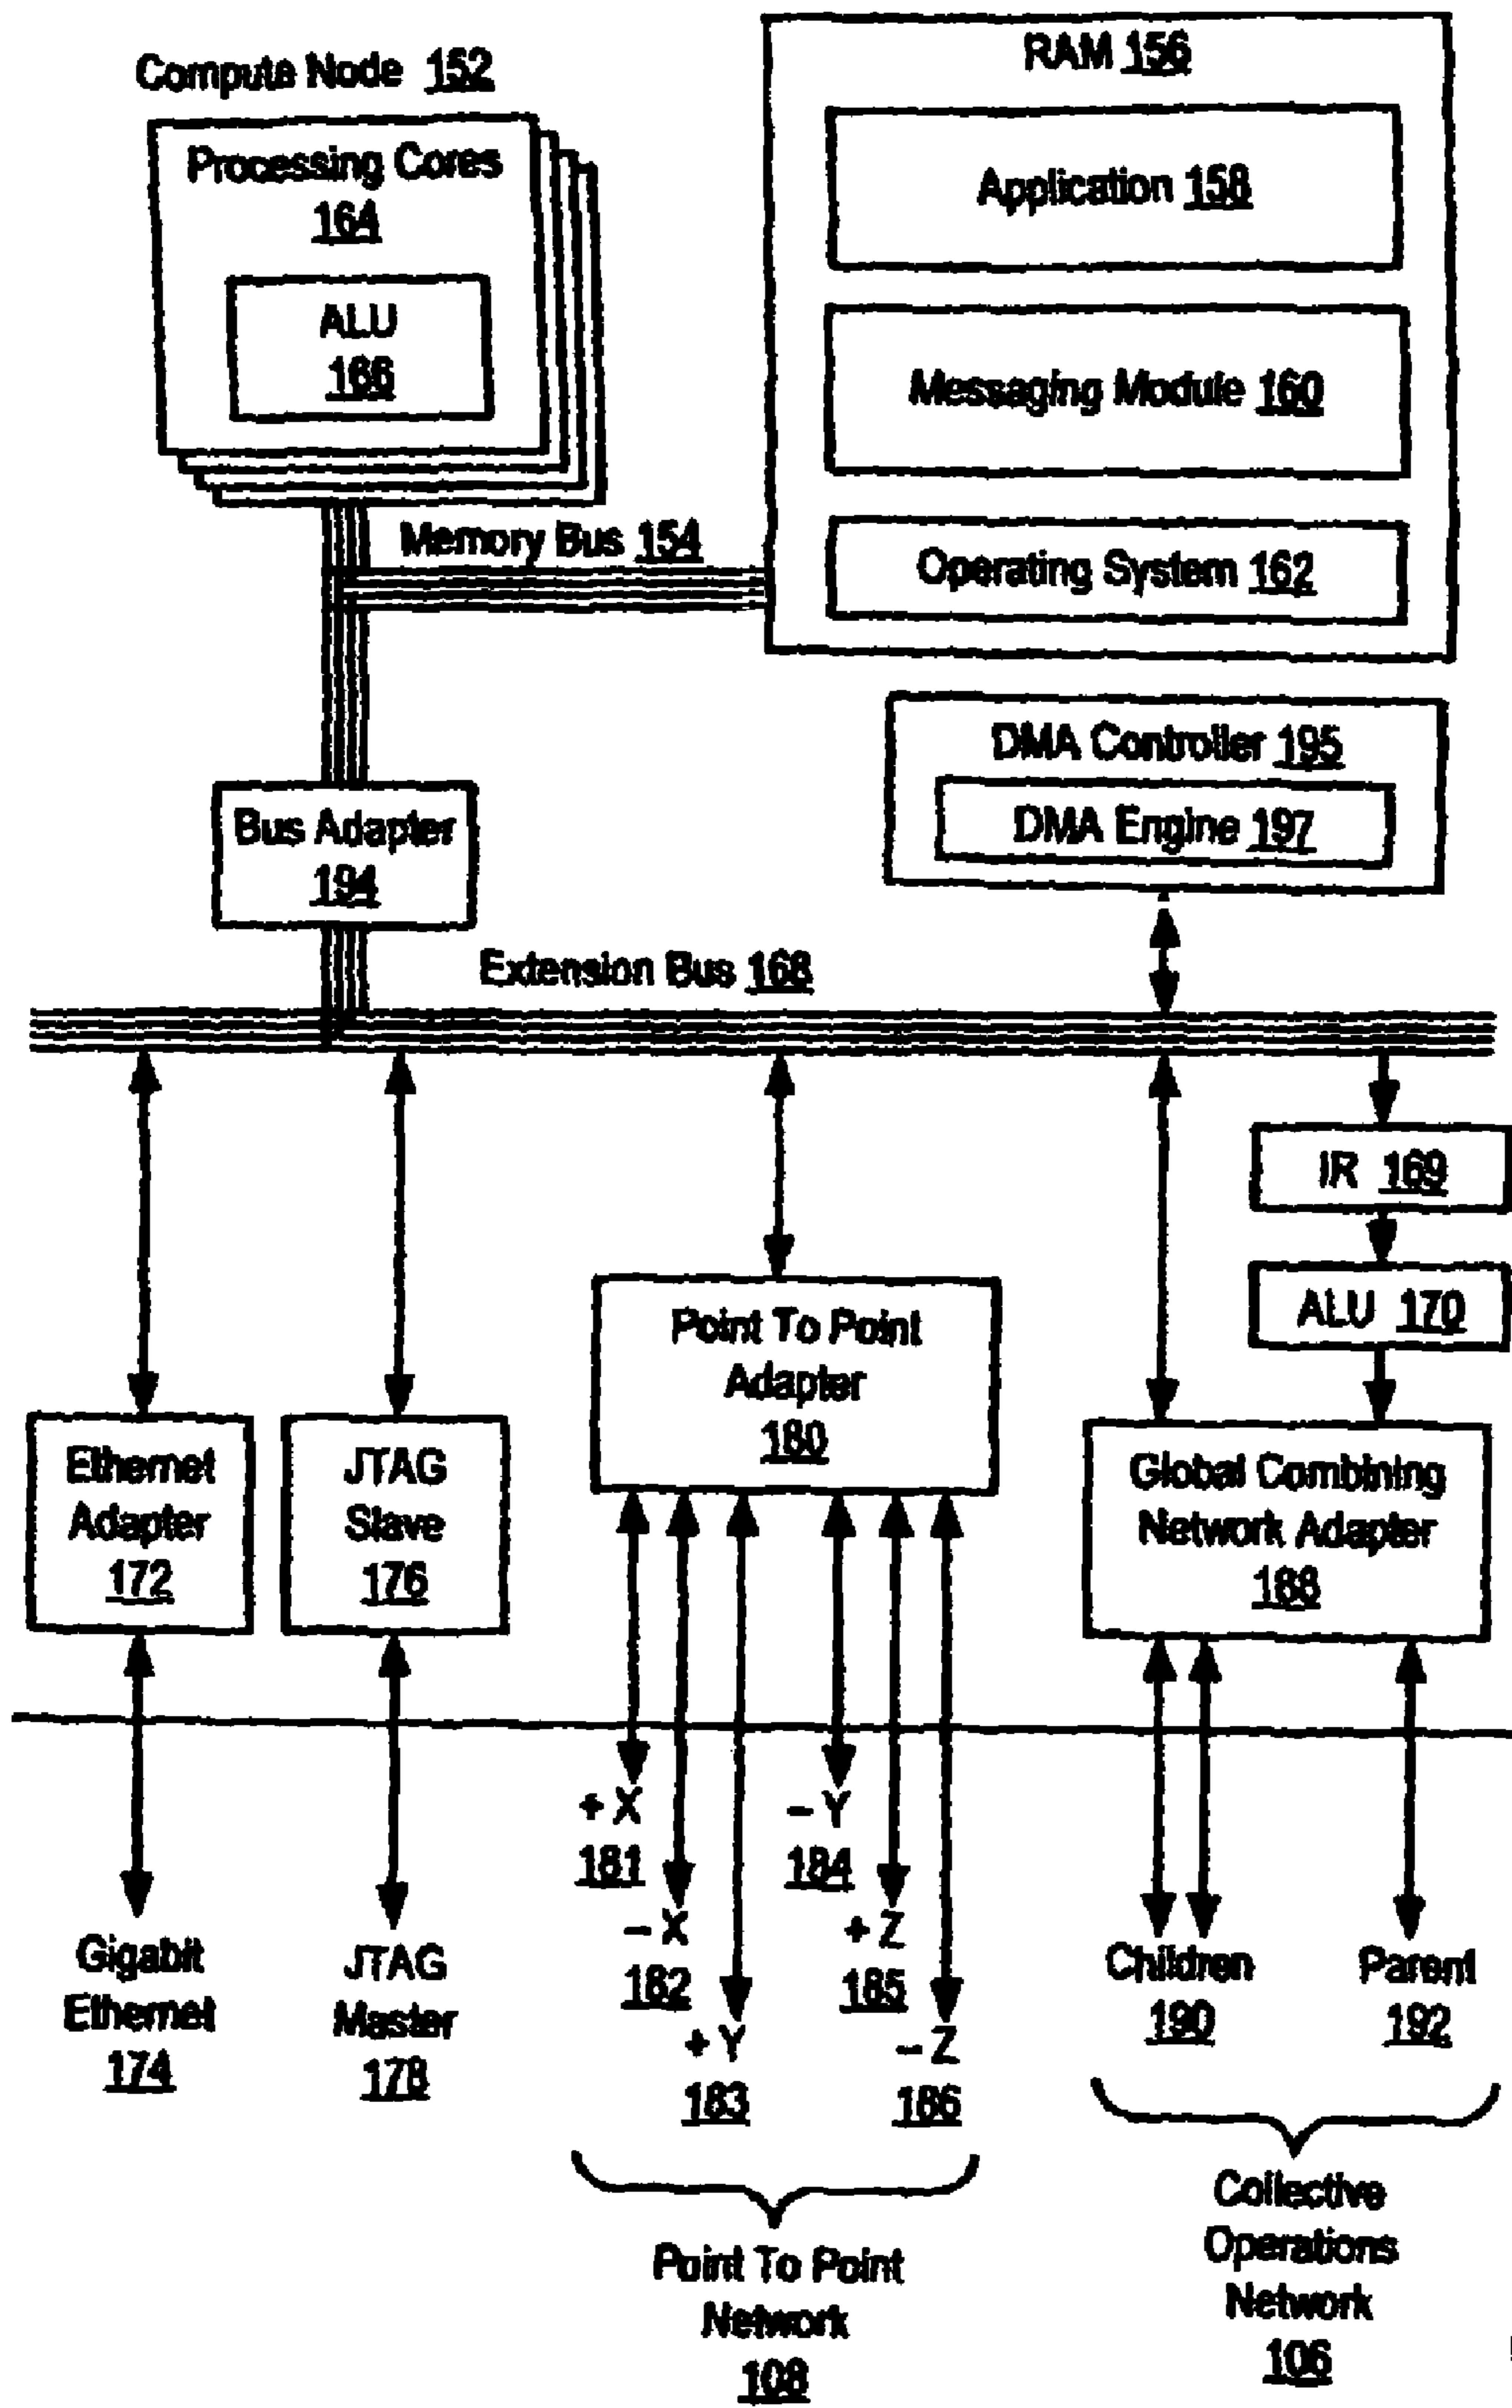 Compute Node 152
Processing Cores
164
ALU
166
RAM 156
Application 158
Messaging Module 160
Operating System 162
Memory Bus 154
DMA Controller 195
DMA Engine 197
Bus Adapter
194
Extension Bus 168
IR 169
ALU 170
Point To Point
Adapter
180
Ethernet
Adapter
172
JTAG
Slave
176
Global Combining
Network Adapter
188
+ X
181
– X
182
+ Y
183
– Y
184
+ Z
185
– Z
186
Gigabit
Ethernet
174
JTAG
Master
178
Children
190
Parent
192
Point To Point
Network
108
Collective
Operations
Network
106